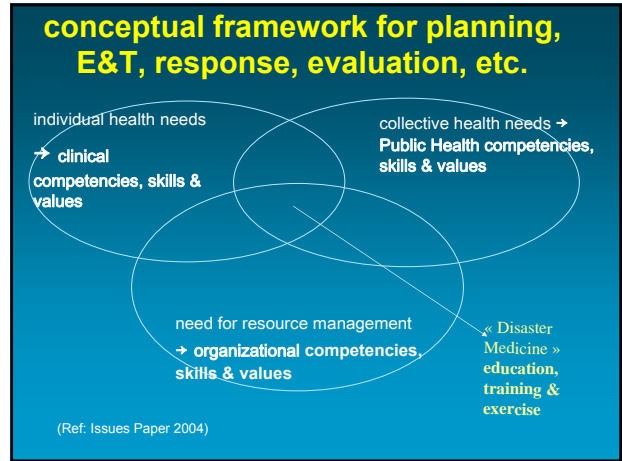 conceptual framework for planning,
E&T, response, evaluation, etc.
individual health needs
→ clinical
competencies, skills &
values
collective health needs →
Public Health competencies,
skills & values
need for resource management
→ organizational competencies,
skills & values
« Disaster
Medicine »
education,
training &
exercise
(Ref: Issues Paper 2004)